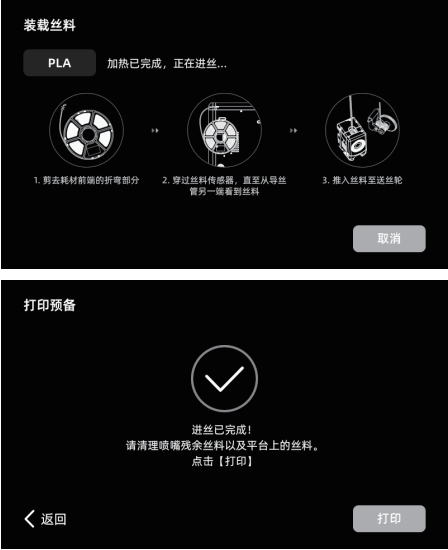 装载丝料
PLA
加热已完成，正在进丝...
1. 剪去耗材前端的折弯部分
2. 穿过丝料传感器，直至从导丝
管另一端看到丝料
3. 推入丝料至送丝轮
取消
打印预备
进丝已完成！
请清理喷嘴残余丝料以及平台上的丝料。
点击【打印】
返回
打印